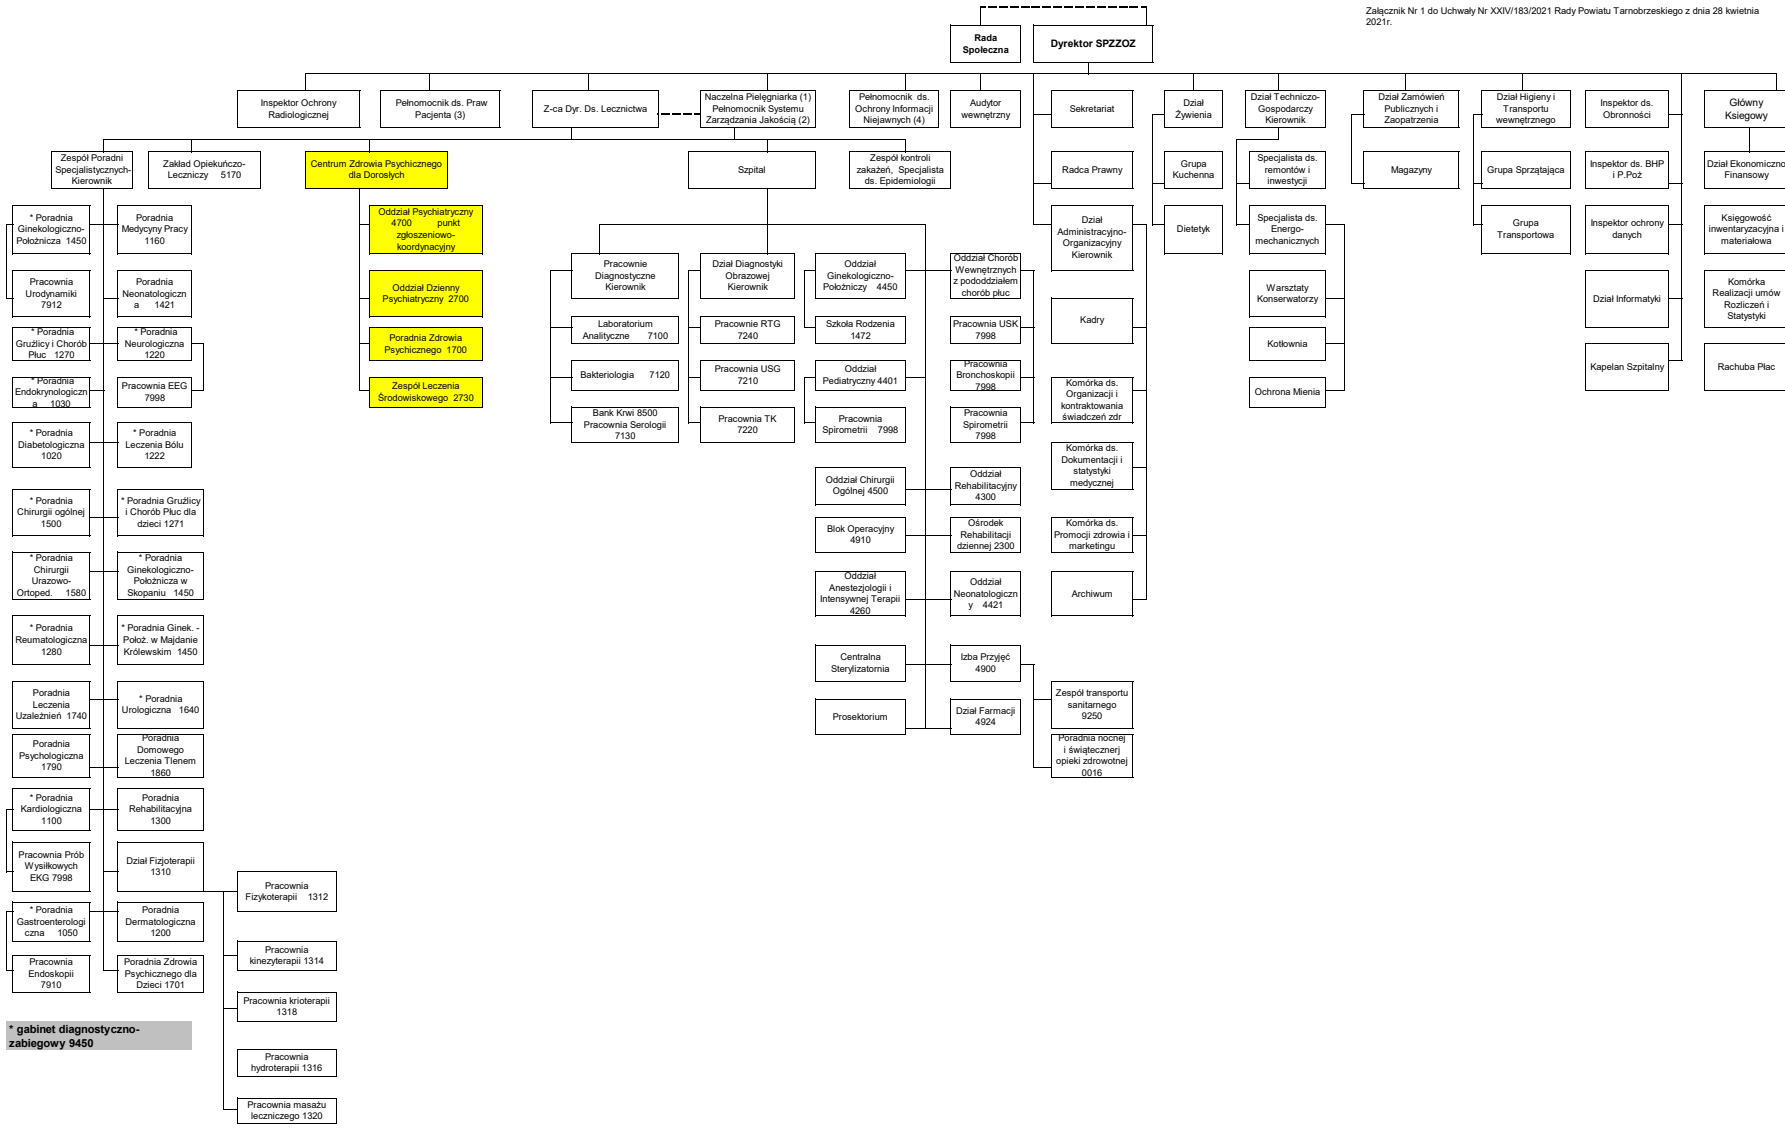 Załącznik Nr 1 do Uchwały Nr XXIV/183/2021 Rady Powiatu Tarnobrzeskiego z dnia 28 kwietnia
2021r.
Rada
Społeczna
Dyrektor SPZZOZ
Inspektor Ochrony
Radiologicznej
Pełnomocnik ds. Praw
Pacjenta (3)
Z-ca Dyr. Ds. Lecznictwa
Naczelna Pielęgniarka (1)
Pełnomocnik Systemu
Zarządzania Jakością (2)
Pełnomocnik ds.
Ochrony Informacji
Niejawnych (4)
Audytor
wewnętrzny
Sekretariat
Dział
Żywienia
Dział Techniczo-
Gospodarczy
Kierownik
Dział Zamówień
Publicznych i
Zaopatrzenia
Dział Higieny i
Transportu
wewnętrznego
Inspektor ds.
Obronności
Główny
Ksiegowy
Zespół Poradni
Specjalistycznych-
Kierownik
Zakład Opiekuńczo-
Leczniczy 5170
Centrum Zdrowia Psychicznego
dla Dorosłych
Szpital
Zespół kontroli
zakażeń, Specjalista
ds. Epidemiologii
Radca Prawny
Grupa
Kuchenna
Specjalista ds.
remontów i
inwestycji
Magazyny
Grupa Sprzątająca
Inspektor ds. BHP
i P.Poż
Dział Ekonomiczno
Finansowy
* Poradnia
Ginekologiczno-
Położnicza 1450
Poradnia
Medycyny Pracy
1160
Oddział Psychiatryczny
4700 punkt
zgłoszeniowo-
koordynacyjny
Dział
Administracyjno-
Organizacyjny
Kierownik
Dietetyk
Specjalista ds.
Energo-
mechanicznych
Grupa
Transportowa
Inspektor ochrony
danych
Księgowość
inwentaryzacyjna i
materiałowa
Pracownia
Urodynamiki
7912
Poradnia
Neonatologiczn
a 1421
Oddział Dzienny
Psychiatryczny 2700
Pracownie
Diagnostyczne
Kierownik
Dział Diagnostyki
Obrazowej
Kierownik
Oddział
Ginekologiczno-
Położniczy 4450
Oddział Chorób
Wewnętrznych
z pododdziałem
chorób płuc
Warsztaty
Konserwatorzy
Dział Informatyki
Komórka
Realizacji umów
Rozliczeń i
Statystyki
* Poradnia
Gruźlicy i Chorób
Płuc 1270
* Poradnia
Neurologiczna
1220
Poradnia Zdrowia
Psychicznego 1700
Laboratorium
Analityczne 7100
Pracownie RTG
7240
Szkoła Rodzenia
1472
Pracownia USK
7998
Kadry
Kotłownia
Kapelan Szpitalny
Rachuba Płac
* Poradnia
Endokrynologiczn
a 1030
Pracownia EEG
7998
Zespół Leczenia
Środowiskowego 2730
Bakteriologia 7120
Pracownia USG
7210
Oddział
Pediatryczny 4401
Pracownia
Bronchoskopii
7998
Komórka ds.
Organizacji i
kontraktowania
świadczeń zdr
Ochrona Mienia
* Poradnia
Diabetologiczna
1020
* Poradnia
Leczenia Bólu
1222
Bank Krwi 8500
Pracownia Serologii
7130
Pracownia TK
7220
Pracownia
Spirometrii 7998
Pracownia
Spirometrii
7998
Komórka ds.
Dokumentacji i
statystyki
medycznej
* Poradnia
Chirurgii ogólnej
1500
* Poradnia Gruźlicy
i Chorób Płuc dla
dzieci 1271
Oddział Chirurgii
Ogólnej 4500
Oddział
Rehabilitacyjny
4300
Blok Operacyjny
4910
Ośrodek
Rehabilitacji
dziennej 2300
Komórka ds.
Promocji zdrowia i
marketingu
* Poradnia
Chirurgii
Urazowo-
Ortoped. 1580
* Poradnia
Ginekologiczno-
Położnicza w
Skopaniu 1450
Oddział
Anestezjologii i
Intensywnej Terapii
4260
Oddział
Neonatologiczn
y 4421
Archiwum
* Poradnia
Reumatologiczna
1280
* Poradnia Ginek. -
Położ. w Majdanie
Królewskim 1450
Centralna
Sterylizatornia
Izba Przyjęć
4900
Poradnia
Leczenia
Uzależnień 1740
* Poradnia
Urologiczna 1640
Prosektorium
Dział Farmacji
4924
Zespół transportu
sanitarnego
9250
Poradnia
Psychologiczna
1790
Poradnia
Domowego
Leczenia Tlenem
1860
Poradnia nocnej
i świątecznerj
opieki zdrowotnej
0016
* Poradnia
Kardiologiczna
1100
Poradnia
Rehabilitacyjna
1300
Pracownia Prób
Wysiłkowych
EKG 7998
Dział Fizjoterapii
1310
Pracownia
Fizykoterapii 1312
* Poradnia
Gastroenterologi
czna 1050
Poradnia
Dermatologiczna
1200
Pracownia
kinezyterapii 1314
Pracownia
Endoskopii
7910
Poradnia Zdrowia
Psychicznego dla
Dzieci 1701
Pracownia krioterapii
1318
* gabinet diagnostyczno-
zabiegowy 9450
Pracownia
hydroterapii 1316
Pracownia masażu
leczniczego 1320